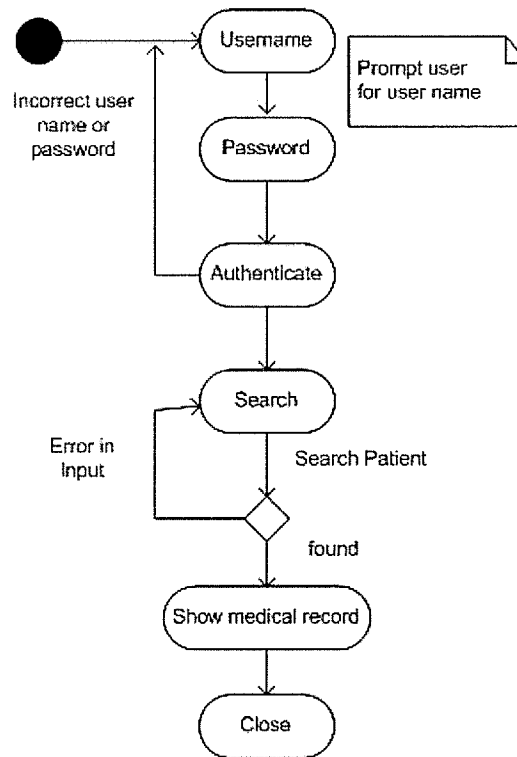 Username
Prompt user
for user name
Incorrect user
name or
password
Password
Authenticate
Search
Error in
Input
Search Patient
found
Show medical record
Close